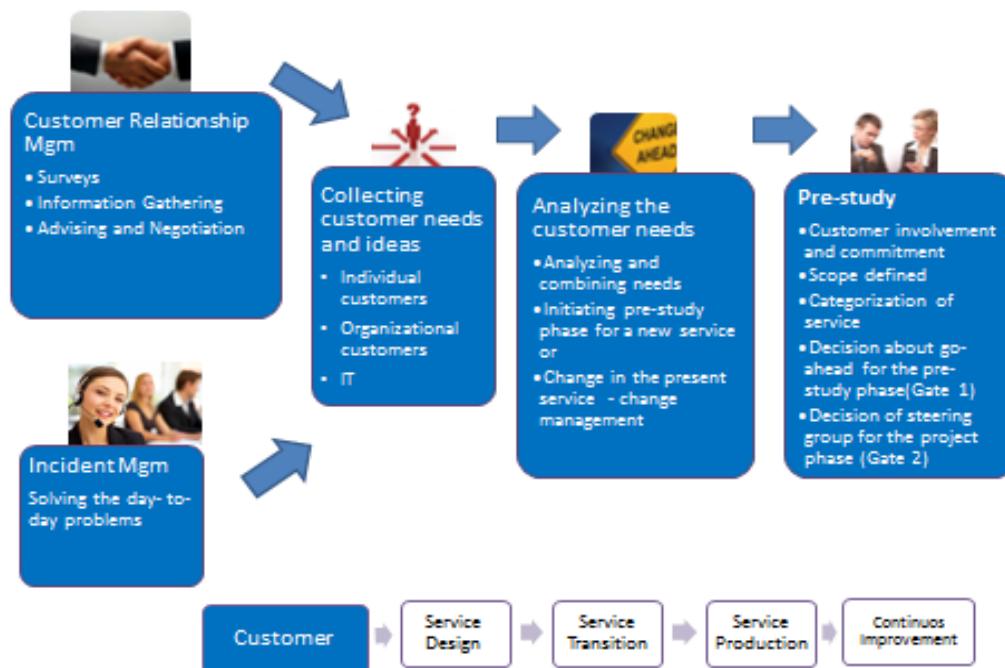 Customer Relationship
Mgm
• Surveys
• Information Gathering
• Advising and Negotiation
Incident Mgm
Solving the day- to-
day problems
?
Collecting
customer needs
and ideas
• Individual
customers
• Organizational
customers
• IT
CHANGE
AHEAD
Analyzing the
customer needs
• Analyzing and
combining needs
• Initiating pre-study
phase for a new service
or
• Change in the present
service - change
management
Pre-study
• Customer involvement
and commitment
• Scope defined
• Categorization of
service
• Decision about go-
ahead for the pre-
study phase(Gate 1)
• Decision of steering
group for the project
phase (Gate 2)
Customer
Service
Design
Service
Transition
Service
Production
Continuos
Improvement